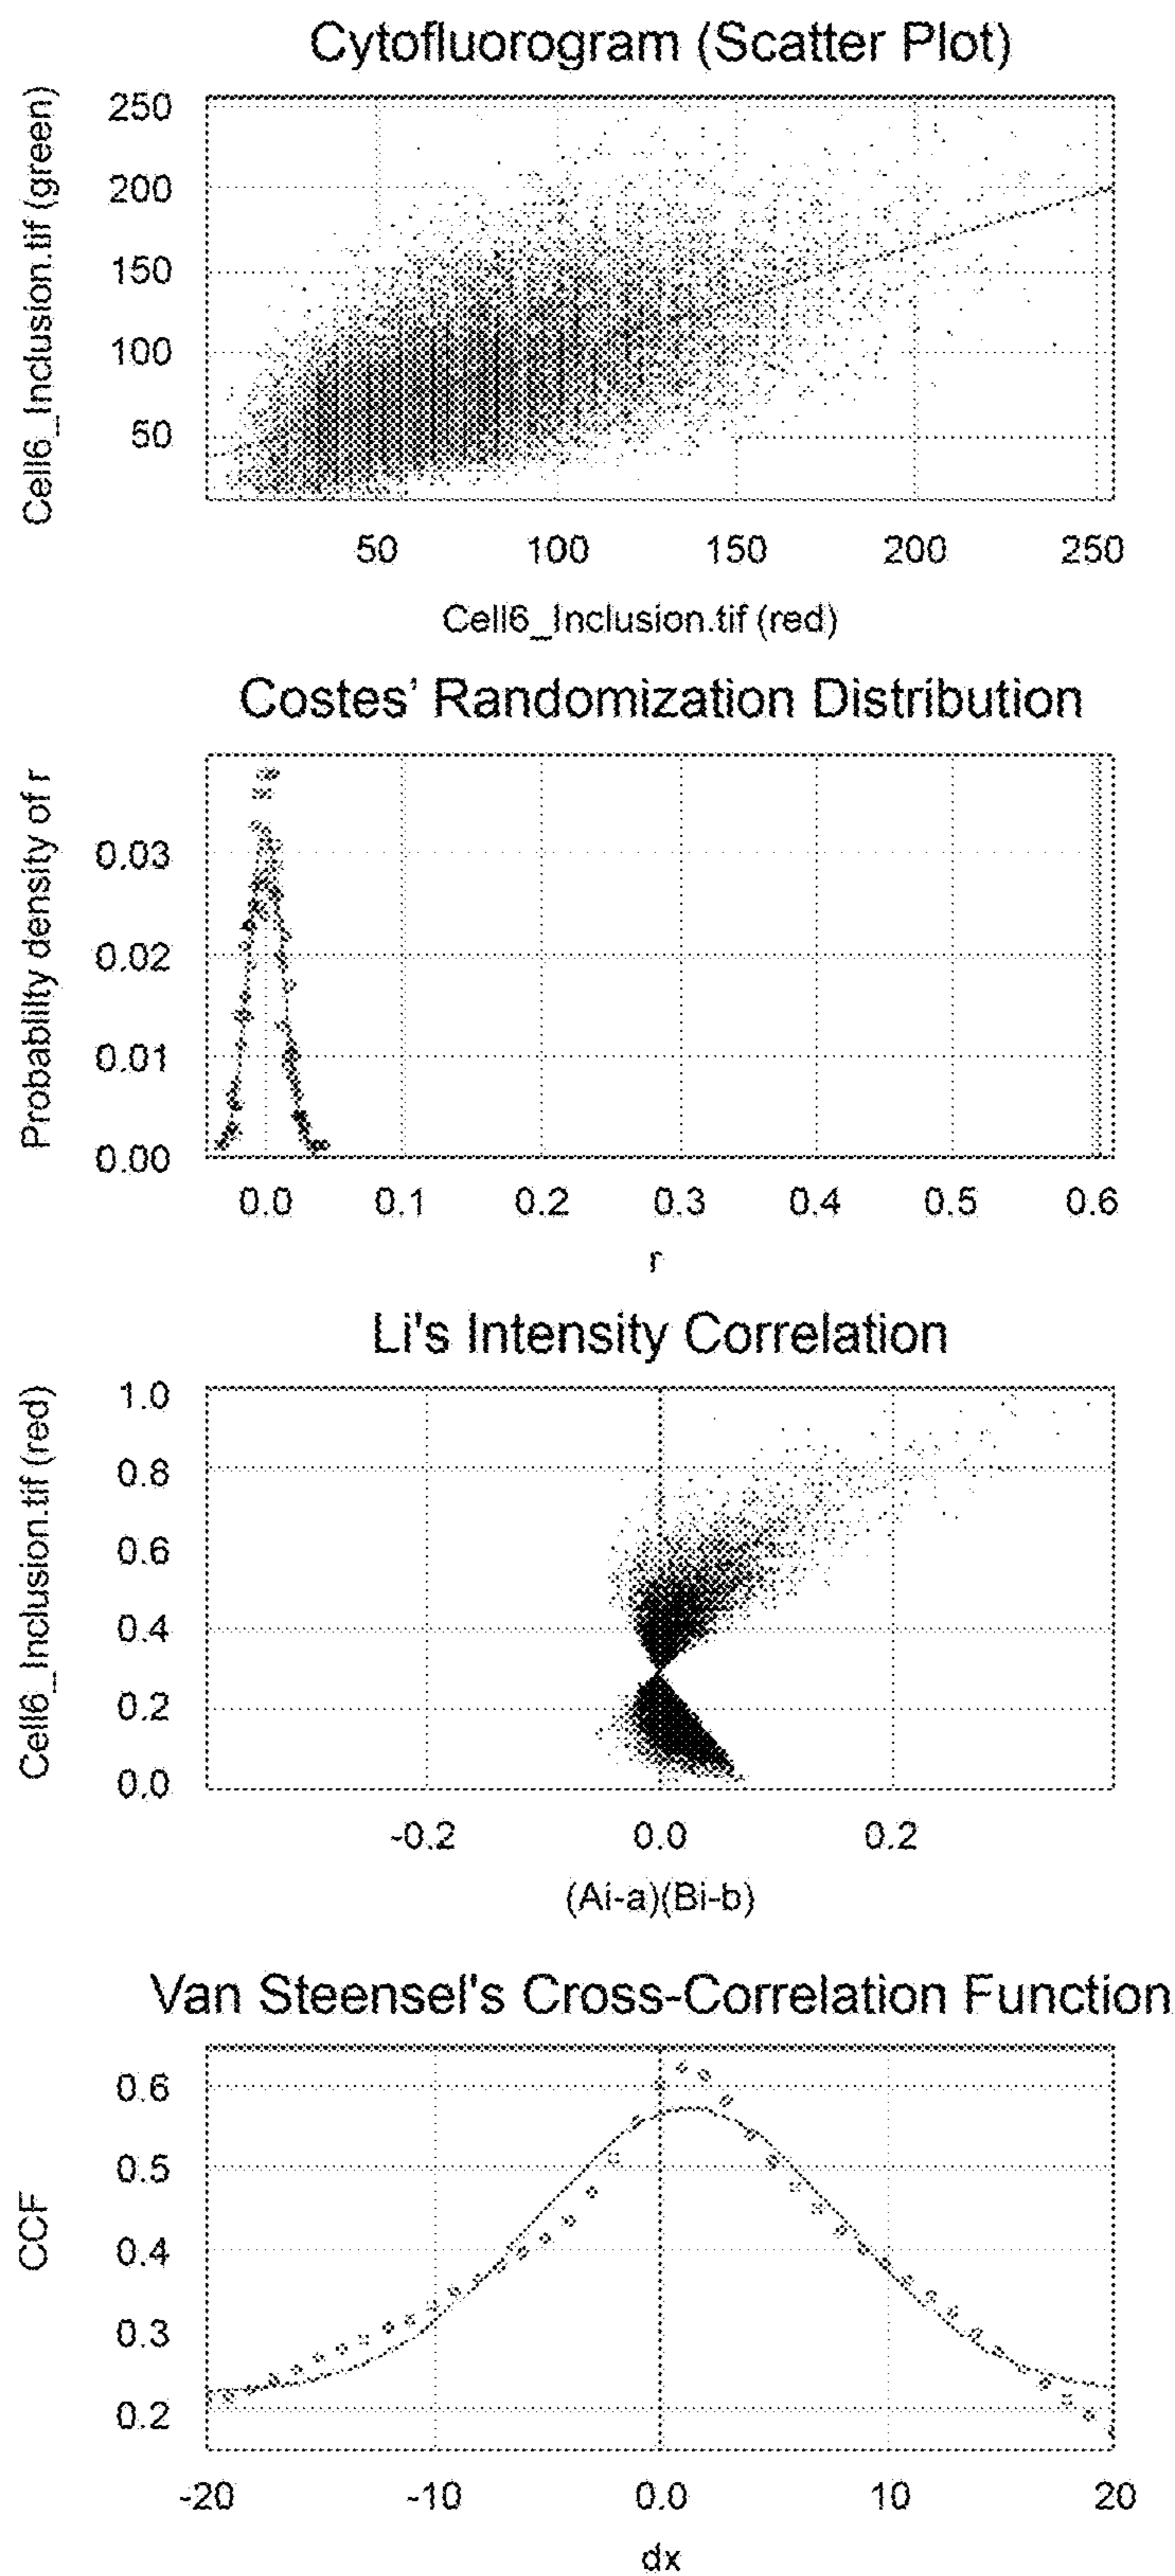 Cytofluorogram (Scatter Plot)
Cell6_Inclusion.tif (green)
250
200
150
100
50
50 100 150 200 250
Cell6_Inclusion.tif (red)
Costes’ Randomization Distribution
Probability density of r
0.03
0.02
0.01
0.00
0.0 0.1 0.2 0.3 0.4 0.5 0.6
r
Li's Intensity Correlation
Cell6_Inclusion.tif (red)
1.0
0.8
0.6
0.4
0.2
0.0
-0.2 0.0 0.2
(Ai-a)(Bi-b)
Van Steensel's Cross-Correlation Function
CCF
0.6
0.5
0.4
0.3
0.2
-20 -10 0.0 10 20
dx